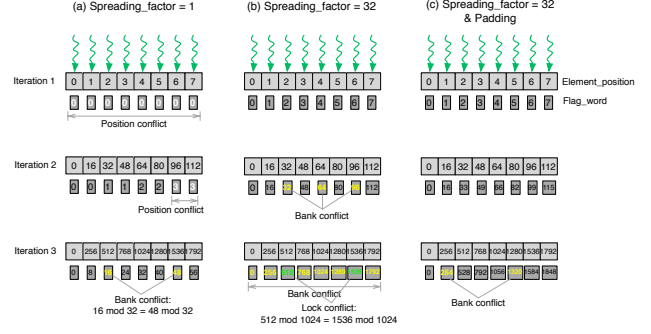 (a) Spreading_factor = 1
(b) Spreading_factor = 32
(c) Spreading_factor = 32
& Padding
Iteration 1
0 1 2 3 4 5 6 7
0 1 2 3 4 5 6 7
0 1 2 3 4 5 6 7
Element_position
0 0 0 0 0 0 0 0
0 1 2 3 4 5 6 7
0 1 2 3 4 5 6 7
Flag_word
Position conflict
Iteration 2
0 16 32 48 64 80 96 112
0 16 32 48 64 80 96 112
0 16 32 48 64 80 96 112
0 0 1 1 2 2 3 3
0 16 32 48 64 80 96 112
0 16 33 49 66 82 99 115
Position conflict
Bank conflict
Iteration 3
0 256 512 768 1024 1280 1536 1792
0 256 512 768 1024 1280 1536 1792
0 256 512 768 1024 1280 1536 1792
0 8 16 24 32 40 48 56
0 256 512 768 1024 1280 1536 1792
0 264 528 792 1056 1320 1584 1848
Bank conflict:
16 mod 32 = 48 mod 32
Bank conflict
Lock conflict:
512 mod 1024 = 1536 mod 1024
Bank conflict